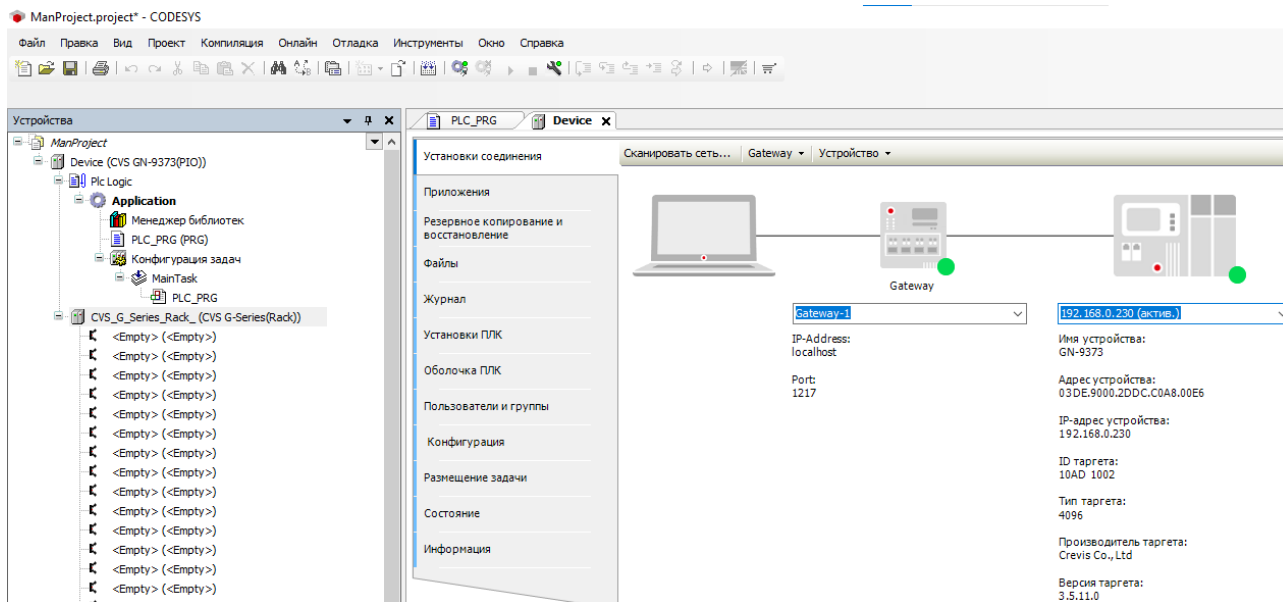 ManProject.project* - CODESYS
Файл Правка Вид Проект Компиляция Онлайн Отладка Инструменты Окно Справка
Устройства
PLC_PRG
Device
ManProject
Device (CVS GN-9373(PIO))
Plc Logic
Application
Менеджер библиотек
PLC_PRG (PRG)
Конфигурация задач
MainTask
PLC_PRG
CVS_G_Series_Rack_ (CVS G-Series(Rack))
<Empty> (<Empty>)
<Empty> (<Empty>)
<Empty> (<Empty>)
<Empty> (<Empty>)
<Empty> (<Empty>)
<Empty> (<Empty>)
<Empty> (<Empty>)
<Empty> (<Empty>)
<Empty> (<Empty>)
<Empty> (<Empty>)
<Empty> (<Empty>)
<Empty> (<Empty>)
<Empty> (<Empty>)
<Empty> (<Empty>)
Установки соединения
Приложения
Резервное копирование и
восстановление
Файлы
Журнал
Установки ПЛК
Оболочка ПЛК
Пользователи и группы
Конфигурация
Размещение задачи
Состояние
Информация
Сканировать сеть... Gateway Устройство
Gateway
Gateway-1
IP-Address:
localhost
Port:
1217
192.168.0.230 (актив.)
Имя устройства:
GN-9373
Адрес устройства:
03DE.9000.2DDC.C0A8.00E6
IP-адрес устройства:
192.168.0.230
ID таргета:
10AD 1002
Тип таргета:
4096
Производитель таргета:
Crevis Co.,Ltd
Версия таргета:
3.5.11.0